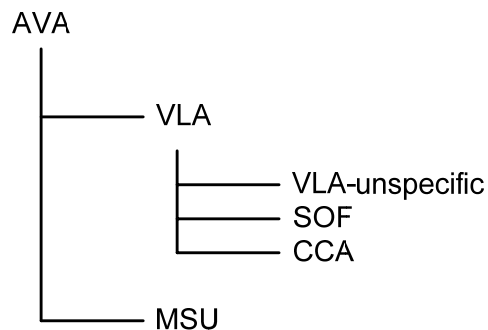 AVA
VLA
VLA-unspecific
SOF
CCA
MSU